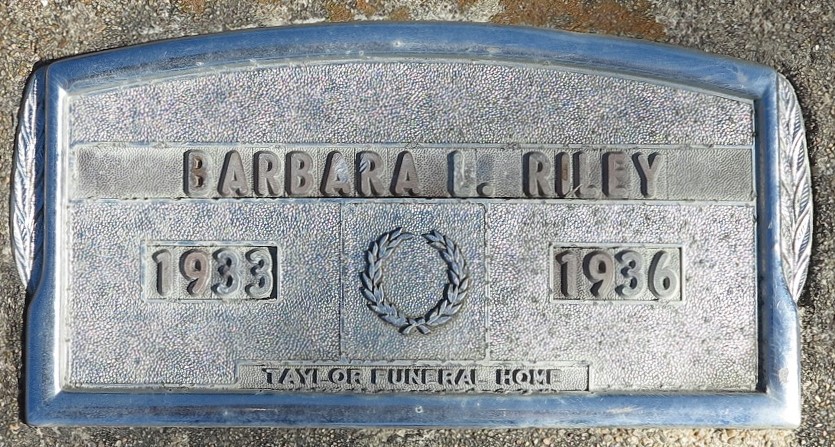 BARBARA L. RILEY
1933 1936
TAYLOR FUNERAL HOME